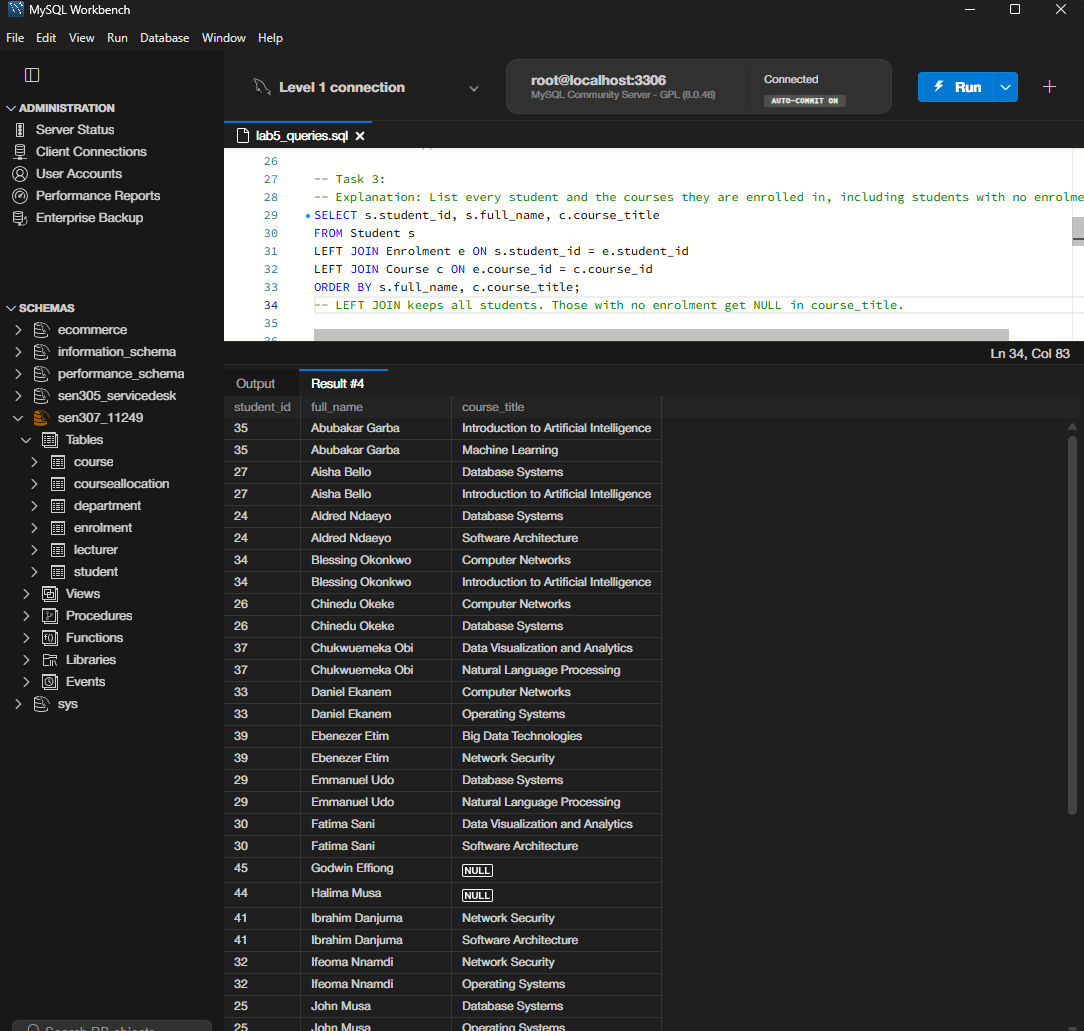 MySQL Workbench
File Edit View Run Database Window Help
Level 1 connection
root@localhost:3306
MySQL Community Server - GPL (8.0.46)
Connected
AUTO-COMMIT ON
Run
ADMINISTRATION
Server Status
Client Connections
User Accounts
Performance Reports
Enterprise Backup
SCHEMAS
ecommerce
information_schema
performance_schema
sen305_servicedesk
sen307_11249
Tables
course
courseallocation
department
enrolment
lecturer
student
Views
Procedures
Functions
Libraries
Events
sys
Search DB objects
lab5_queries.sql
26
27 -- Task 3:
28 -- Explanation: List every student and the courses they are enrolled in, including students with no enrolme
29 SELECT s.student_id, s.full_name, c.course_title
30 FROM Student s
31 LEFT JOIN Enrolment e ON s.student_id = e.student_id
32 LEFT JOIN Course c ON e.course_id = c.course_id
33 ORDER BY s.full_name, c.course_title;
34 -- LEFT JOIN keeps all students. Those with no enrolment get NULL in course_title.
35
36
Ln 34, Col 83
Output Result #4
student_id full_name course_title
35 Abubakar Garba Introduction to Artificial Intelligence
35 Abubakar Garba Machine Learning
27 Aisha Bello Database Systems
27 Aisha Bello Introduction to Artificial Intelligence
24 Aldred Ndaeyo Database Systems
24 Aldred Ndaeyo Software Architecture
34 Blessing Okonkwo Computer Networks
34 Blessing Okonkwo Introduction to Artificial Intelligence
26 Chinedu Okeke Computer Networks
26 Chinedu Okeke Database Systems
37 Chukwuemeka Obi Data Visualization and Analytics
37 Chukwuemeka Obi Natural Language Processing
33 Daniel Ekanem Computer Networks
33 Daniel Ekanem Operating Systems
39 Ebenezer Etim Big Data Technologies
39 Ebenezer Etim Network Security
29 Emmanuel Udo Database Systems
29 Emmanuel Udo Natural Language Processing
30 Fatima Sani Data Visualization and Analytics
30 Fatima Sani Software Architecture
45 Godwin Effiong NULL
44 Halima Musa NULL
41 Ibrahim Danjuma Network Security
41 Ibrahim Danjuma Software Architecture
32 Ifeoma Nnamdi Network Security
32 Ifeoma Nnamdi Operating Systems
25 John Musa Database Systems
25 John Musa Operating Systems